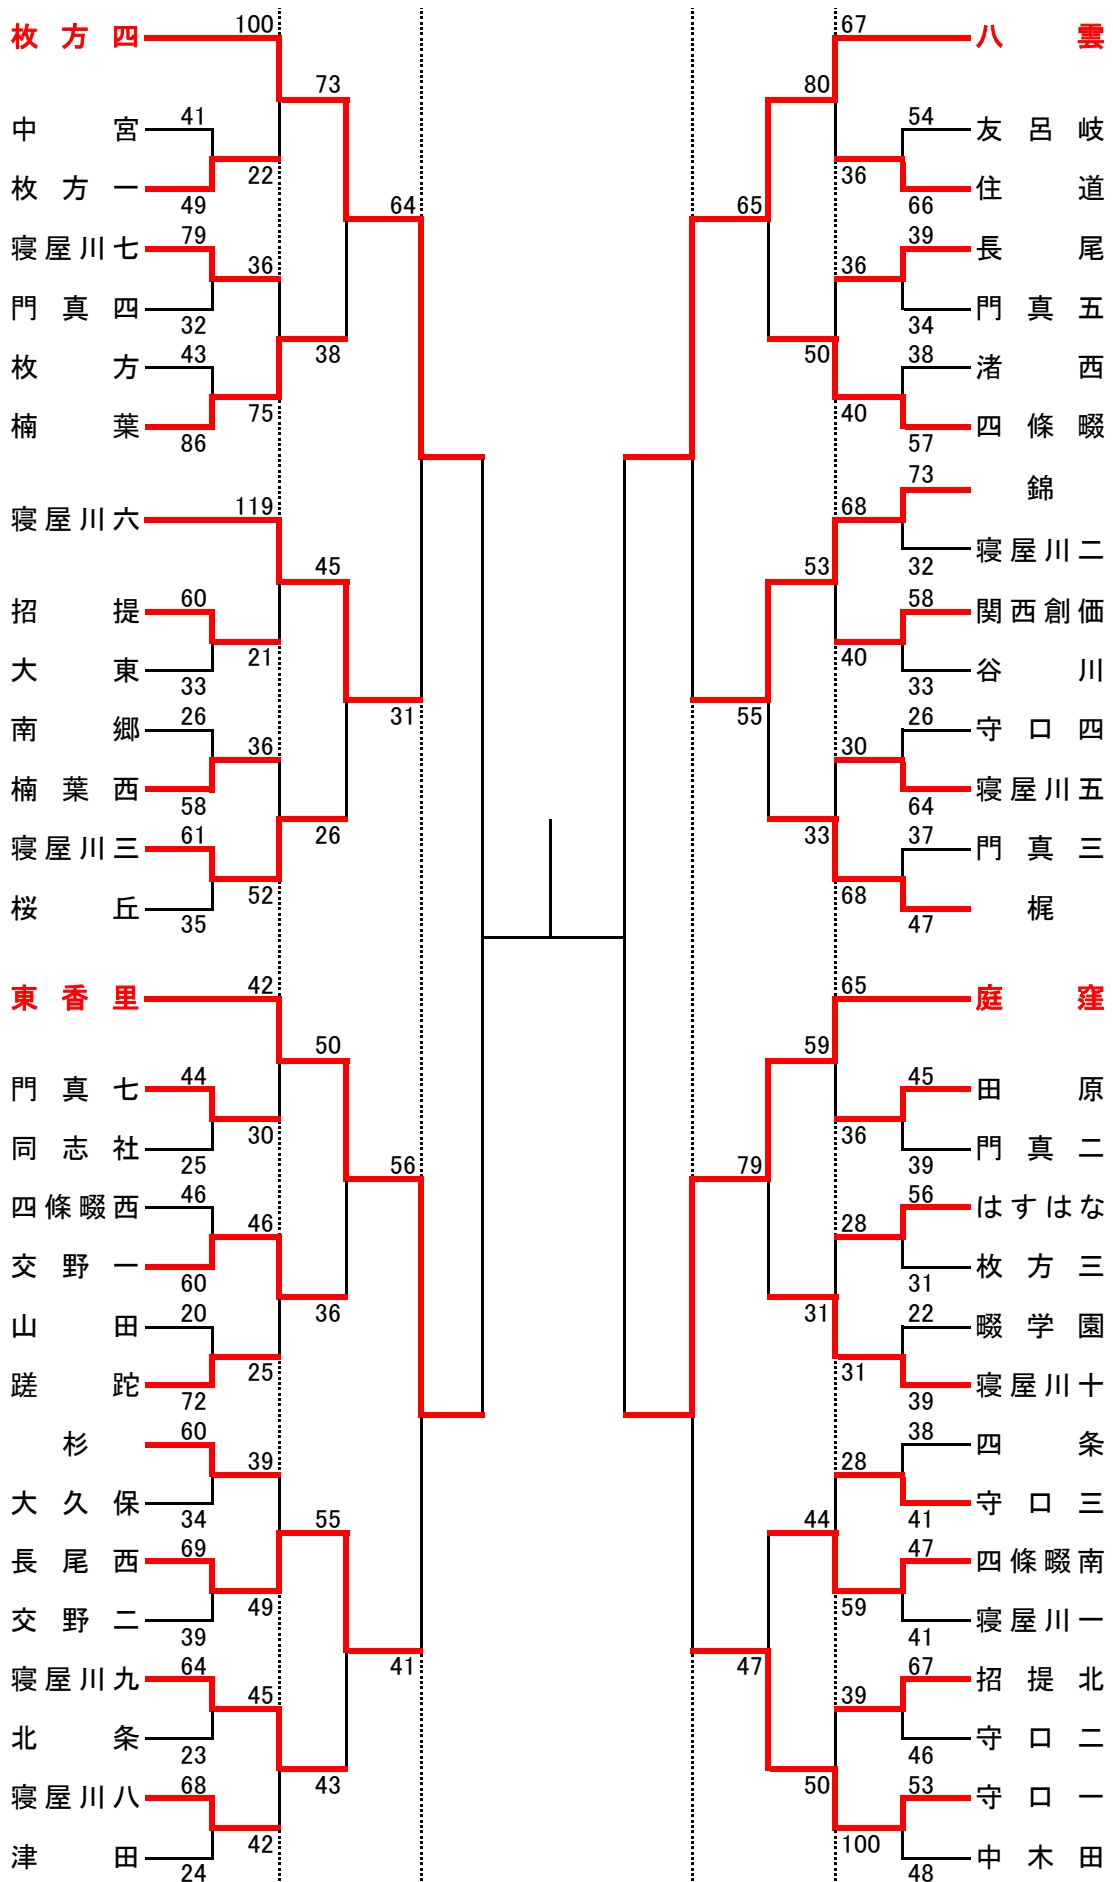 100 67
枚方四 八雲
73 80
41 54
中宮 友呂岐
22 36
枚方一 住道
49 64 65 66
79 39
寝屋川七 36 36 長尾
門真四 門真五
32 34
43 38 50 38
枚方 渚西
75 40
楠葉 四條畷
86 57
73
錦
119 68
寝屋川六
寝屋川二
45 53 32
60 58
招提 関西創価
21 40
大東 谷川
33 33
26 31 55 26
南郷 守口四
36 30
楠葉西 寝屋川五
58 64
61 26 33 37
寝屋川三 門真三
52 68
桜丘 梶
35 47
42 65
東香里 庭窪
50 59
44 45
門真七 田原
30 36
同志社 門真二
25 56 79 39
46 56
四條畷西 はすはな
46 28
交野一 枚方三
60 31
20 36 31 22
山田 畷学園
25 31
蹉跎 寝屋川十
72 39
60 38
杉 四条
39 28
大久保 守口三
34 55 44 41
69 47
長尾西 四條畷南
49 59
交野二 寝屋川一
39 41
64 41 47 67
寝屋川九 招提北
45 39
北条 守口二
23 46
68 43 50 53
寝屋川八 守口一
42 100
津田 中木田
24 48